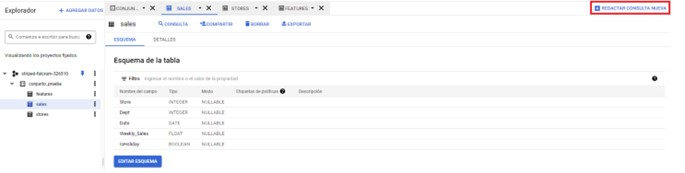 Explorador
+ AGREGAR DATOS
CONJUN...
SALES
STORES
FEATURES
REDACTAR CONSULTA NUEVA
sales
CONSULTA
COMPARTIR
BORRAR
EXPORTAR
Comienza a escribir para busc.
Visualizando los proyectos fijados.
conjunto_prueba
features
sales
stores
ESQUEMA
DETALLES
Esquema de la tabla
Filtro Ingresar el nombre o el valor de la propiedad
Nombre del campo Tipo Modo Etiquetas de políticas Descripción
Store INTEGER NULLABLE
Dept INTEGER NULLABLE
Date DATE NULLABLE
Weekly_Sales FLOAT NULLABLE
IsHoliday BOOLEAN NULLABLE
EDITAR ESQUEMA